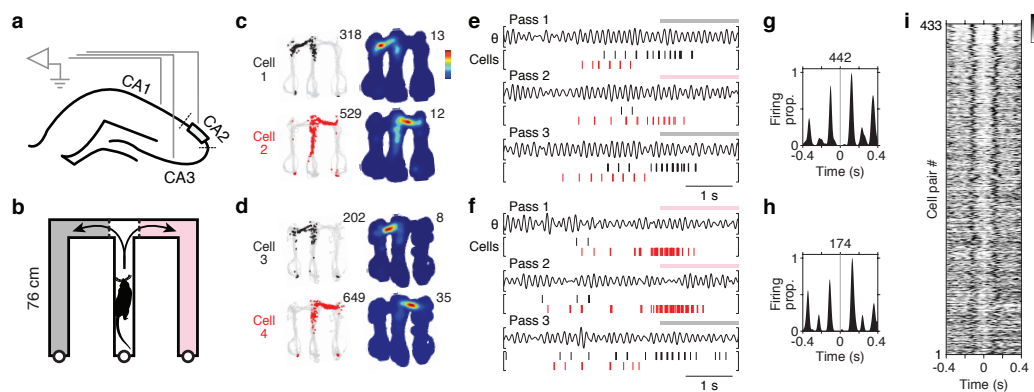 a
CA1
CA2
CA3
b
76 cm
c
Cell
1
318
13
Cell
2
529
12
d
Cell
3
202
8
Cell
4
649
35
e
Pass 1
θ
Cells
Pass 2
Pass 3
1 s
f
Pass 1
θ
Cells
Pass 2
Pass 3
1 s
g
442
Firing
prop.
1
0
-0.4 0 0.4
Time (s)
h
174
Firing
prop.
1
0
-0.4 0 0.4
Time (s)
i
433
Cell pair #
1
-0.4 0 0.4
Time (s)